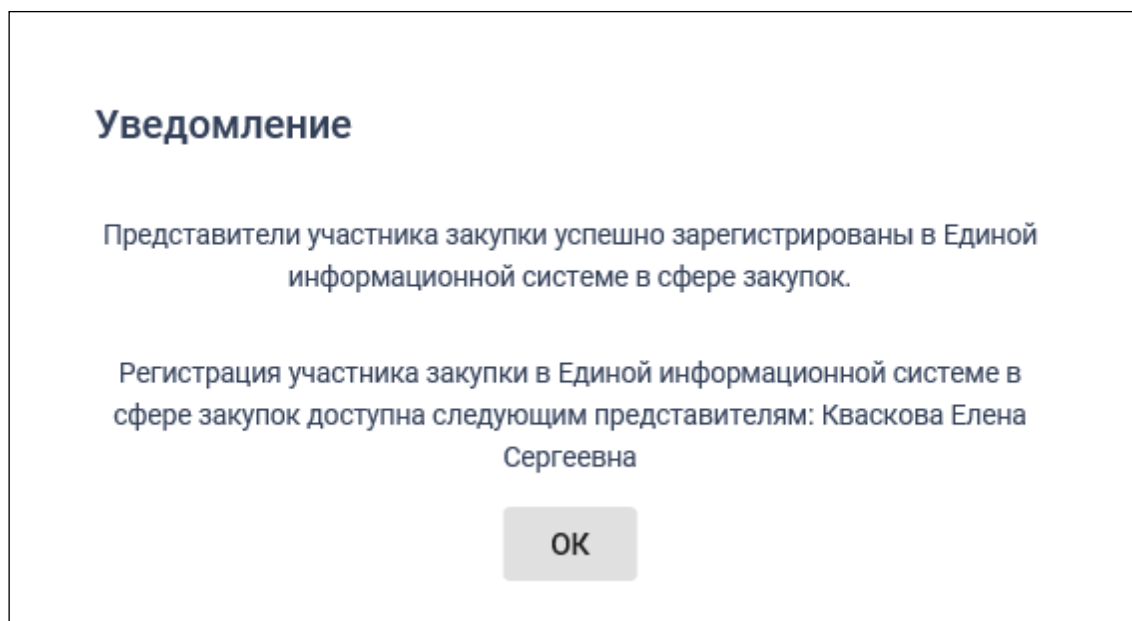 Уведомление
Представители участника закупки успешно зарегистрированы в Единой
информационной системе в сфере закупок.
Регистрация участника закупки в Единой информационной системе в
сфере закупок доступна следующим представителям: Кваскова Елена
Сергеевна
ОК